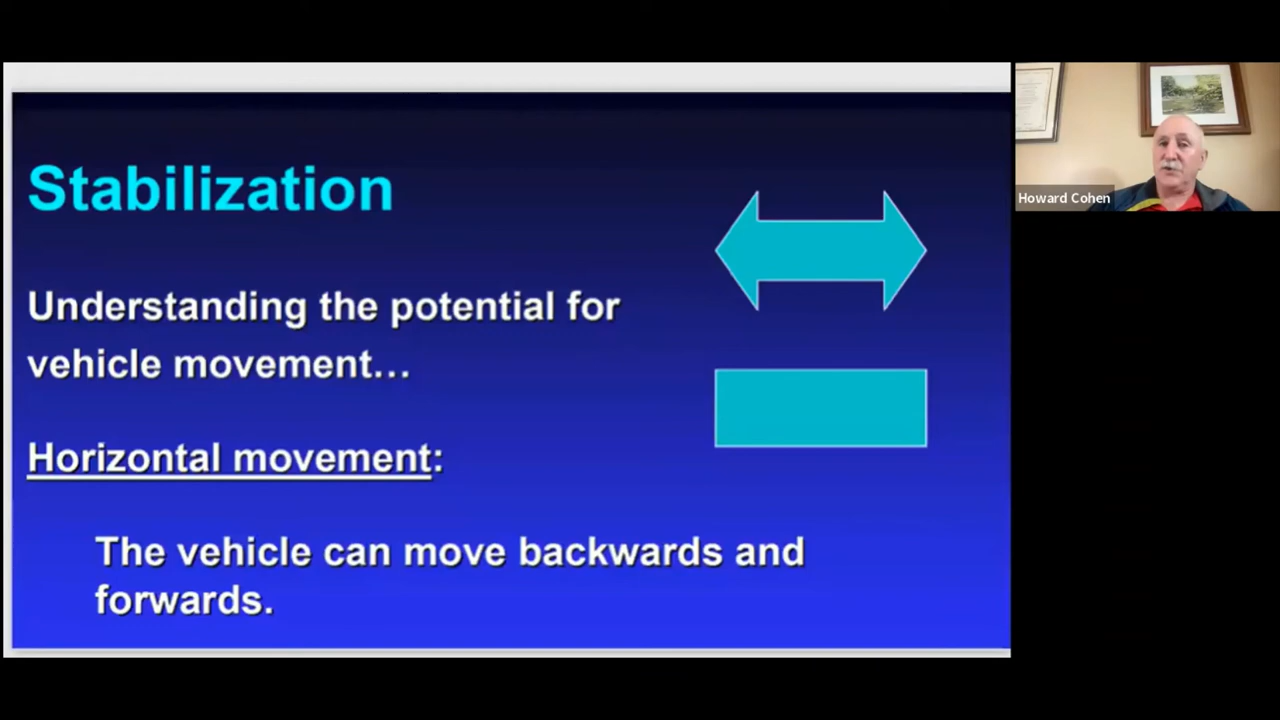 Stabilization
Understanding the potential for
vehicle movement…
Horizontal movement:
The vehicle can move backwards and
forwards.
Howard Cohen